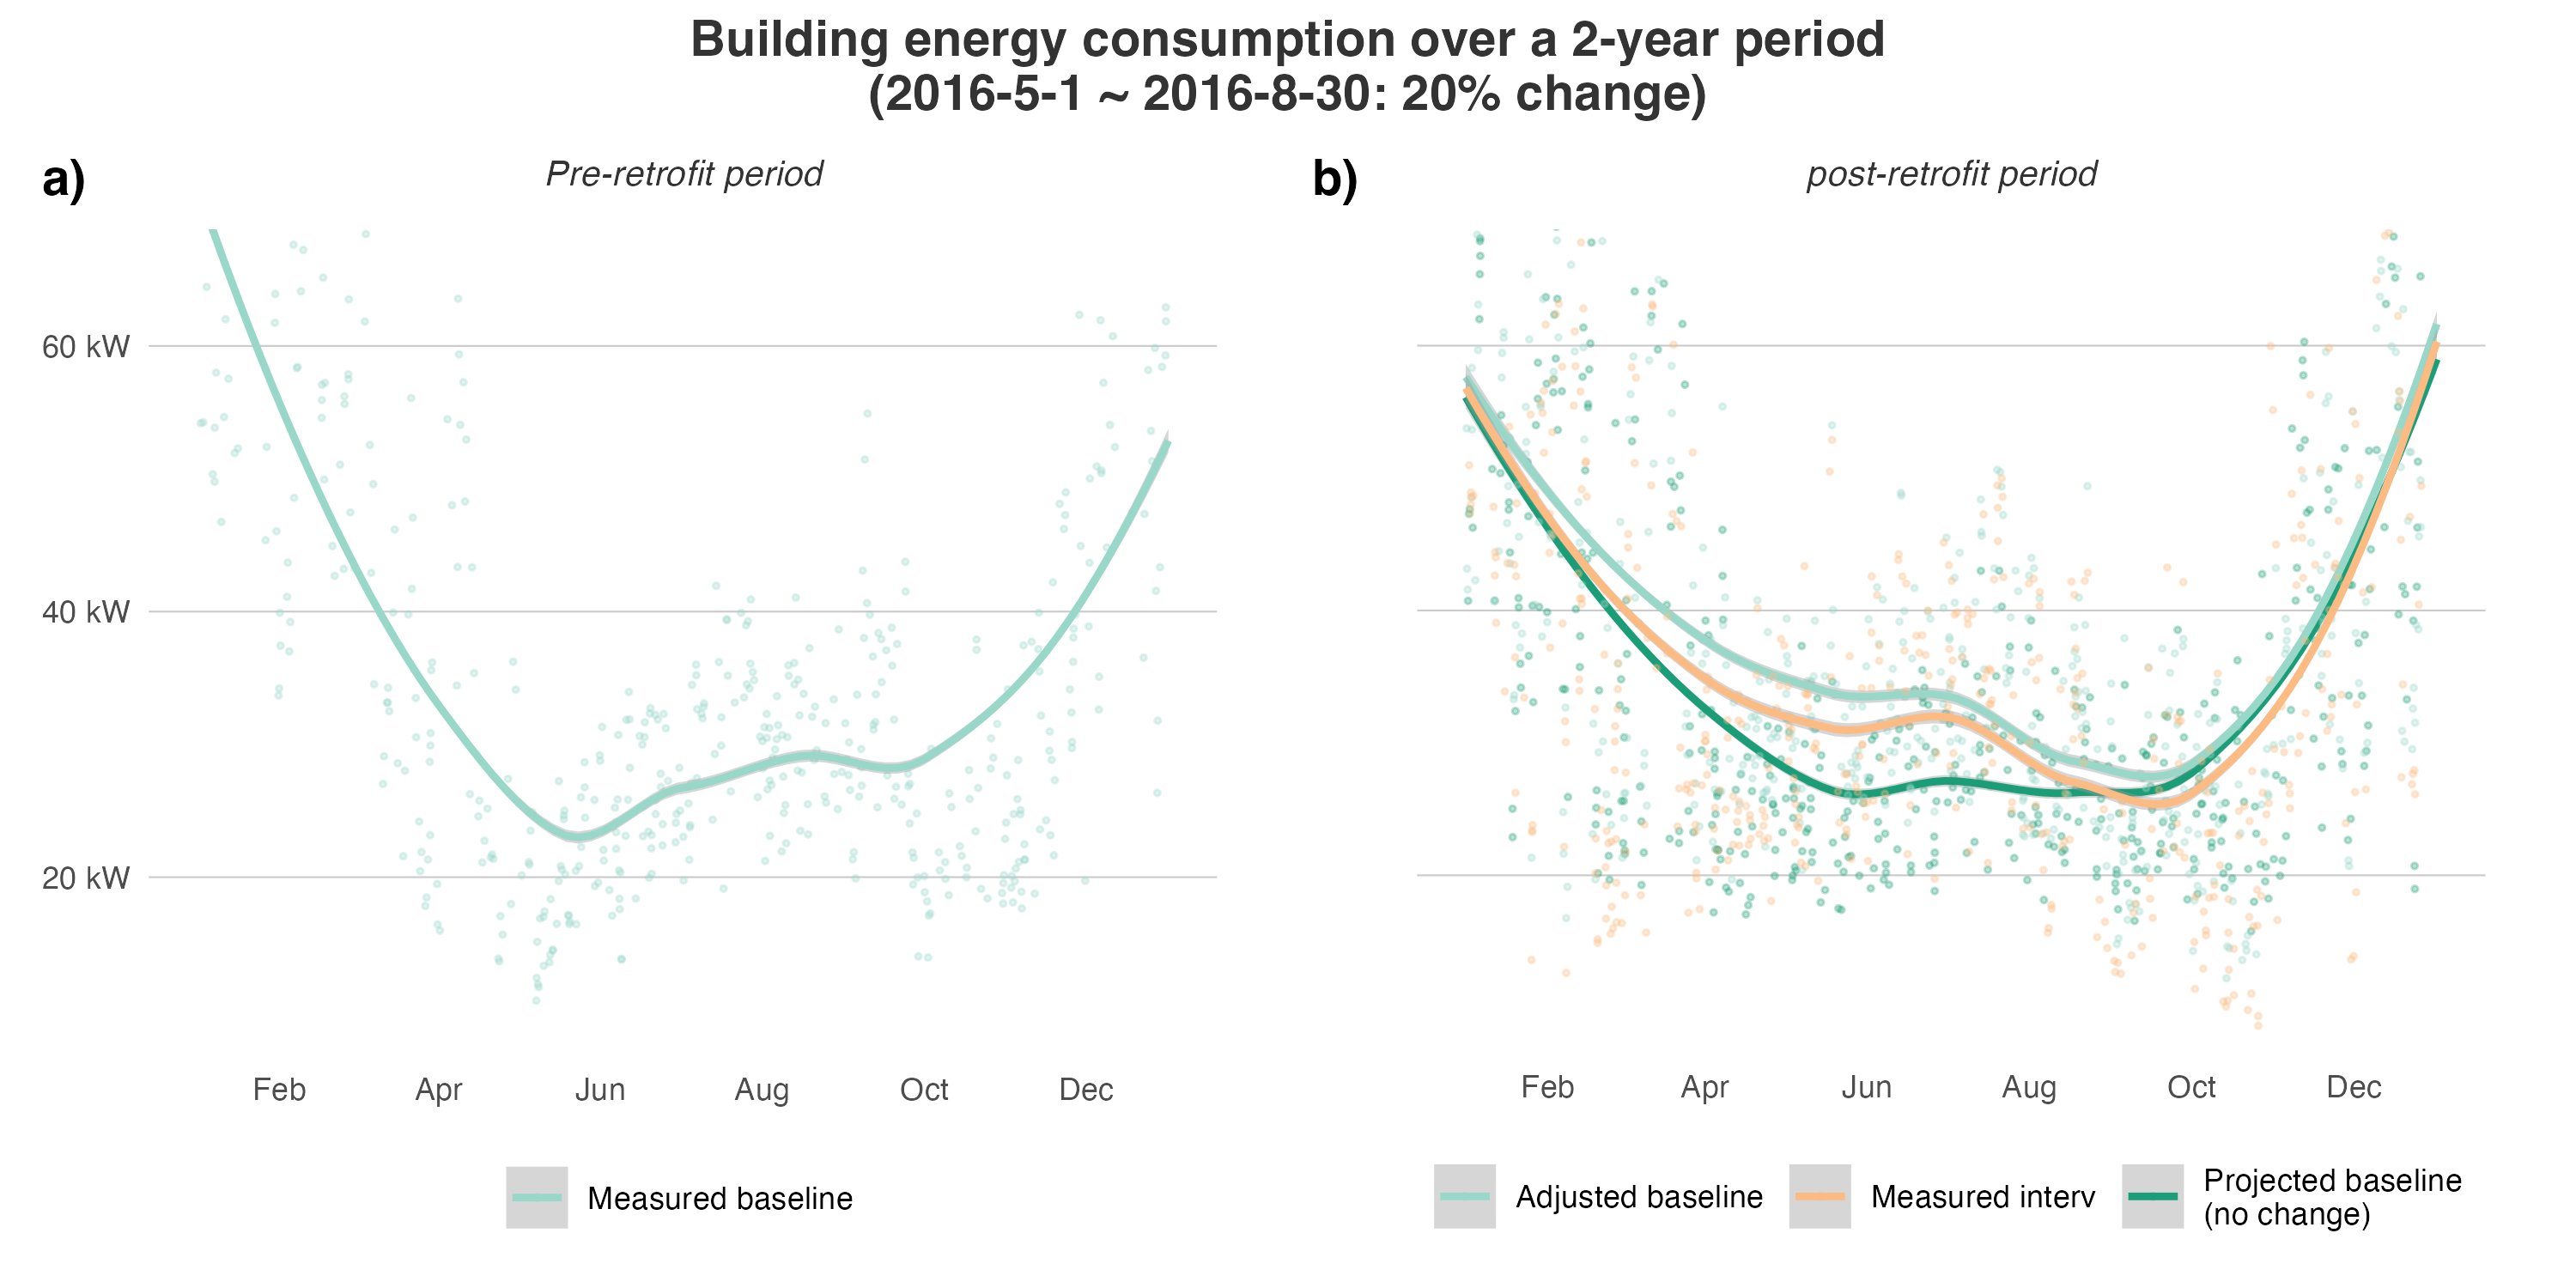 Building energy consumption over a 2-year period
(2016-5-1 ~ 2016-8-30: 20% change)
a)
Pre-retrofit period
60 kW
40 kW
20 kW
Feb Apr Jun Aug Oct Dec
Measured baseline
b)
post-retrofit period
Feb Apr Jun Aug Oct Dec
Adjusted baseline
Measured interv
Projected baseline
(no change)